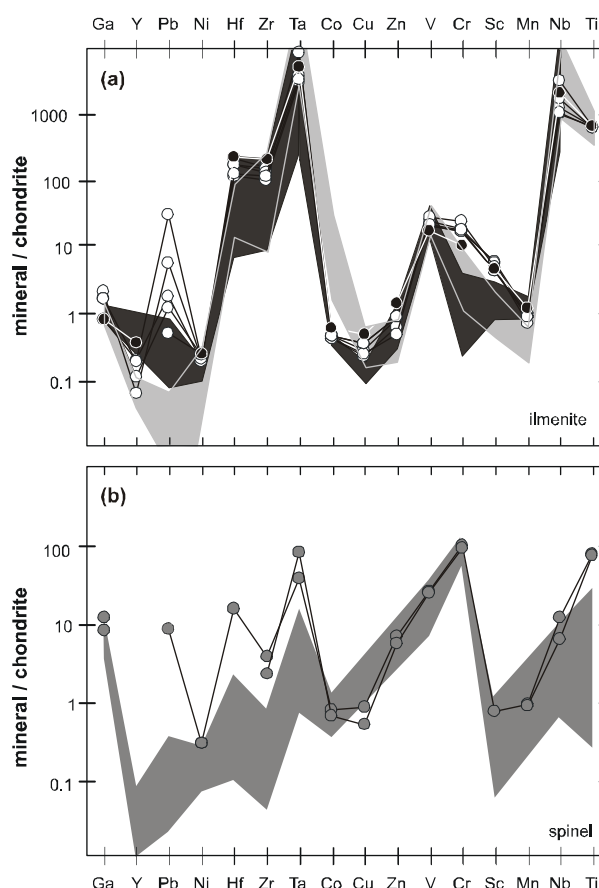 Ga Y Pb Ni Hf Zr Ta Co Cu Zn V Cr Sc Mn Nb Ti
(a)
1000
100
10
1
0.1
mineral / chondrite
ilmenite
(b)
100
10
1
0.1
mineral / chondrite
spinel
Ga Y Pb Ni Hf Zr Ta Co Cu Zn V Cr Sc Mn Nb Ti